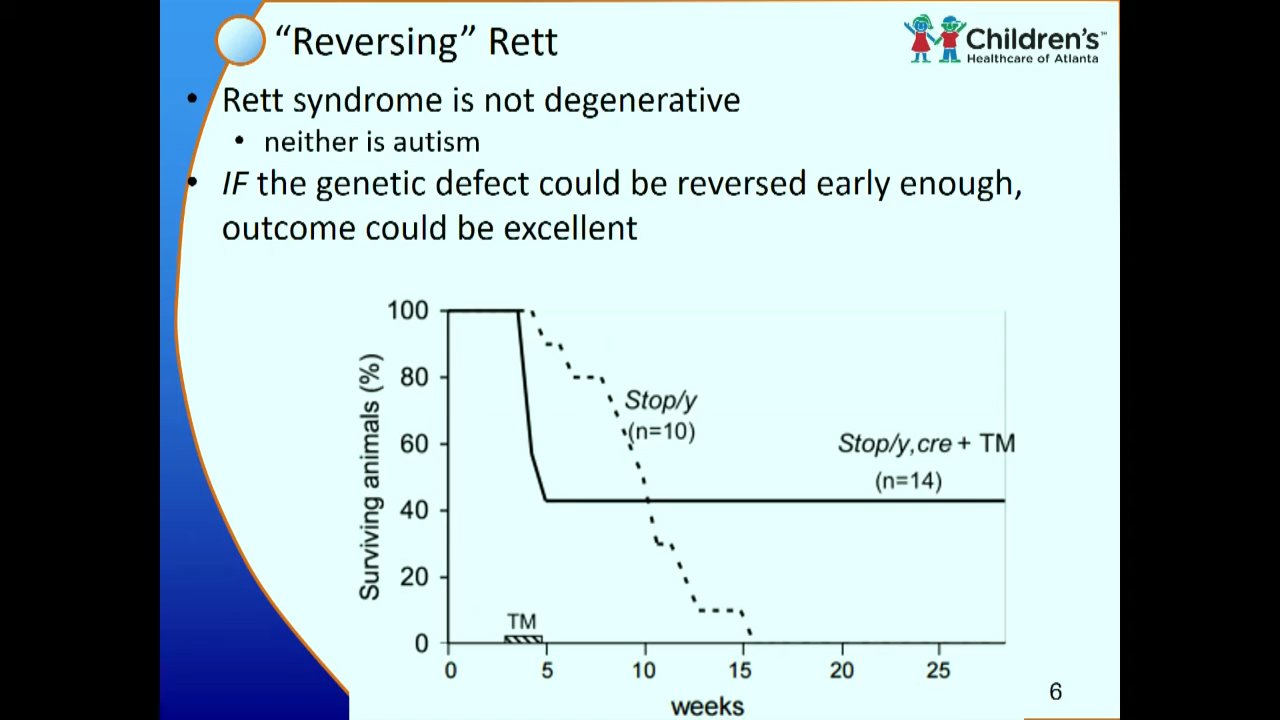 “Reversing” Rett
Children's™
Healthcare of Atlanta
• Rett syndrome is not degenerative
• neither is autism
• IF the genetic defect could be reversed early enough,
outcome could be excellent
100
80
60
40
20
0
Surviving animals (%)
Stop/y
(n=10)
Stop/y,cre + TM
(n=14)
TM
0 5 10 15 20 25
weeks
6